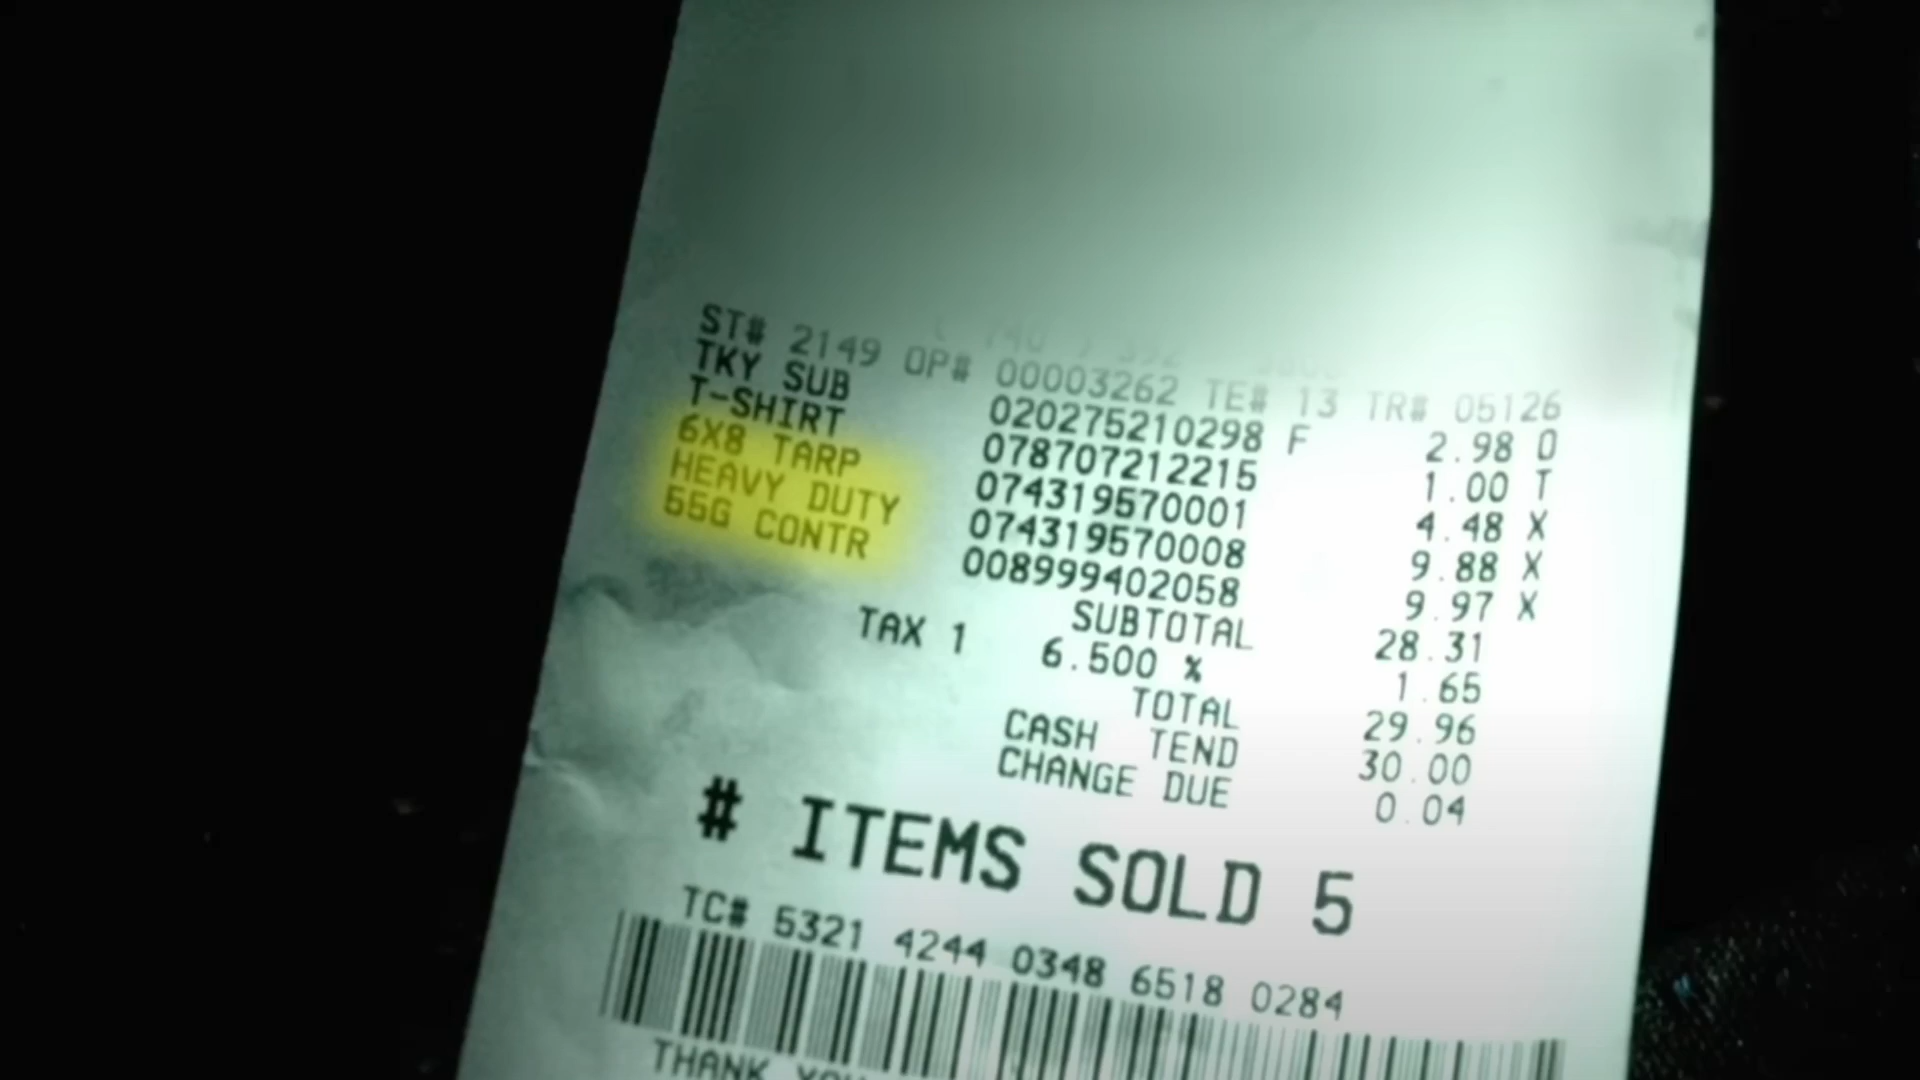 ST# 2149 OP# 00003262 TE# 13 TR# 05126
TKY SUB 020275210298 F 2.98 O
T-SHIRT 078707212215 1.00 T
6X8 TARP 074319570001 4.48 X
HEAVY DUTY 074319570008 9.88 X
55G CONTR 008999402058 9.97 X
SUBTOTAL 28.31
TAX 1 6.500 % 1.65
TOTAL 29.96
CASH TEND 30.00
CHANGE DUE 0.04
# ITEMS SOLD 5
TC# 5321 4244 0348 6518 0284
THANK YOU